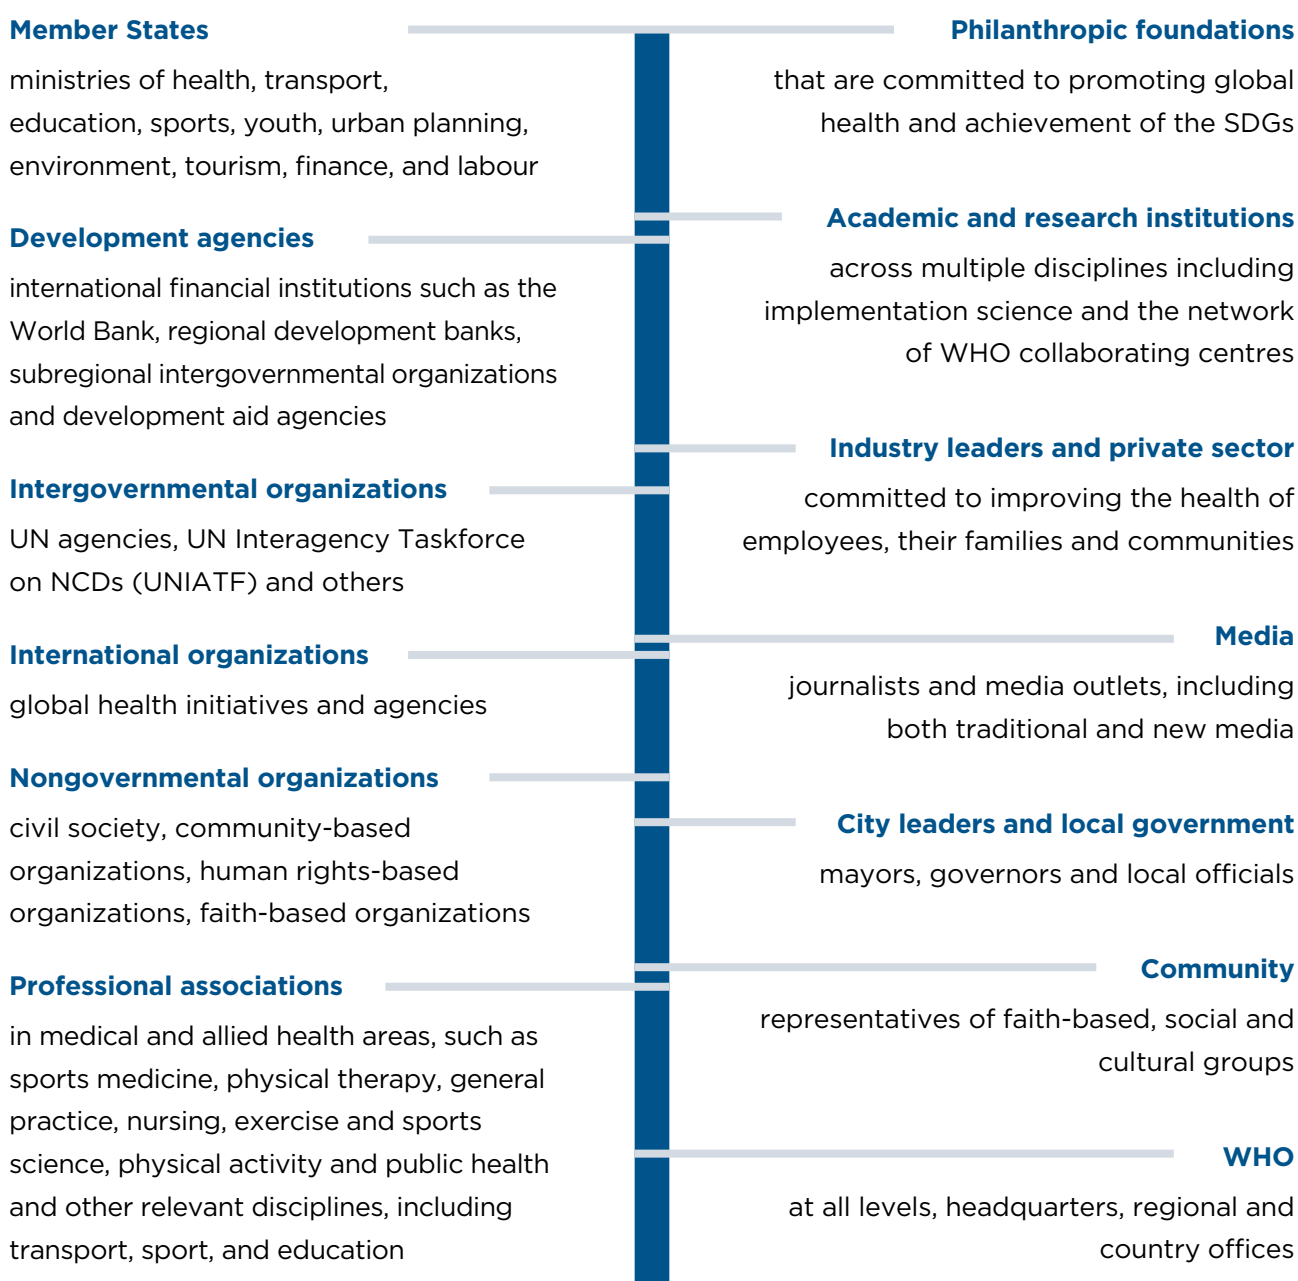 Member States
ministries of health, transport,
education, sports, youth, urban planning,
environment, tourism, finance, and labour
Development agencies
international financial institutions such as the
World Bank, regional development banks,
subregional intergovernmental organizations
and development aid agencies
Intergovernmental organizations
UN agencies, UN Interagency Taskforce
on NCDs (UNIATF) and others
International organizations
global health initiatives and agencies
Nongovernmental organizations
civil society, community-based
organizations, human rights-based
organizations, faith-based organizations
Professional associations
in medical and allied health areas, such as
sports medicine, physical therapy, general
practice, nursing, exercise and sports
science, physical activity and public health
and other relevant disciplines, including
transport, sport, and education
Philanthropic foundations
that are committed to promoting global
health and achievement of the SDGs
Academic and research institutions
across multiple disciplines including
implementation science and the network
of WHO collaborating centres
Industry leaders and private sector
committed to improving the health of
employees, their families and communities
Media
journalists and media outlets, including
both traditional and new media
City leaders and local government
mayors, governors and local officials
Community
representatives of faith-based, social and
cultural groups
WHO
at all levels, headquarters, regional and
country offices